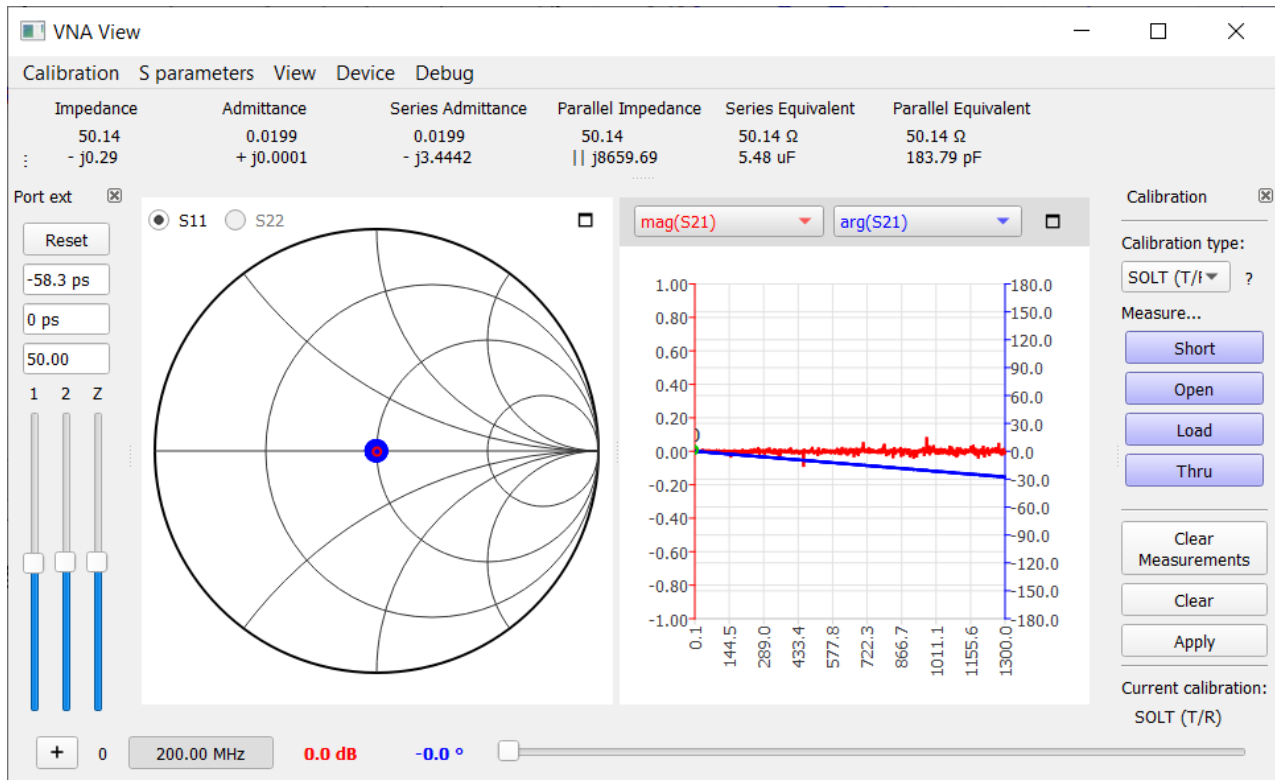 VNA View
Calibration S parameters View Device Debug
Impedance Admittance Series Admittance Parallel Impedance Series Equivalent Parallel Equivalent
50.14 0.0199 0.0199 50.14 50.14 Ω 50.14 Ω
- j0.29 + j0.0001 - j3.4442 || j8659.69 5.48 uF 183.79 pF
Port ext
Reset
-58.3 ps
0 ps
50.00
1 2 Z
S11 S22
mag(S21) arg(S21)
1.00
0.80
0.60
0.40
0.20
0.00
-0.20
-0.40
-0.60
-0.80
-1.00
0
180.0
150.0
120.0
90.0
60.0
30.0
0.0
-30.0
-60.0
-90.0
-120.0
-150.0
-180.0
0.1
144.5
289.0
433.4
577.8
722.3
866.7
1011.1
1155.6
1300.0
Calibration
Calibration type:
SOLT (T/ ?
Measure...
Short
Open
Load
Thru
Clear
Measurements
Clear
Apply
Current calibration:
SOLT (T/R)
+ 0 200.00 MHz 0.0 dB -0.0 °